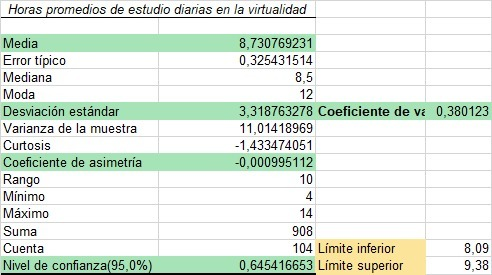 Horas promedios de estudio diarias en la virtualidad
Media 8,730769231
Error típico 0,325431514
Mediana 8,5
Moda 12
Desviación estándar 3,318763278 Coeficiente de va 0,380123
Varianza de la muestra 11,01418969
Curtosis -1,433474051
Coeficiente de asimetría -0,000995112
Rango 10
Mínimo 4
Máximo 14
Suma 908
Cuenta 104 Límite inferior 8,09
Nivel de confianza(95,0%) 0,645416653 Límite superior 9,38